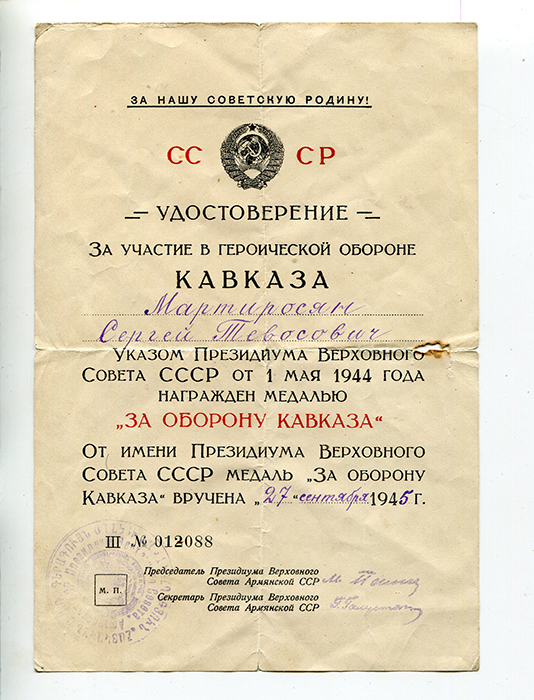 ЗА НАШУ СОВЕТСКУЮ РОДИНУ!
СС СР
УДОСТОВЕРЕНИЕ
ЗА УЧАСТИЕ В ГЕРОИЧЕСКОЙ ОБОРОНЕ
КАВКАЗА
Мартиросян
Сергей Тевосович
УКАЗОМ ПРЕЗИДИУМА ВЕРХОВНОГО
СОВЕТА СССР ОТ 1 МАЯ 1944 ГОДА
НАГРАЖДЕН МЕДАЛЬЮ
„ЗА ОБОРОНУ КАВКАЗА“
ОТ ИМЕНИ ПРЕЗИДИУМА ВЕРХОВНОГО
СОВЕТА СССР МЕДАЛЬ „ЗА ОБОРОНУ
КАВКАЗА“ ВРУЧЕНА „27“ сентября 1945 г.
Ш № 012088
Председатель Президиума Верховного
Совета Армянской ССР
М. П.
Секретарь Президиума Верховного
Совета Армянской ССР